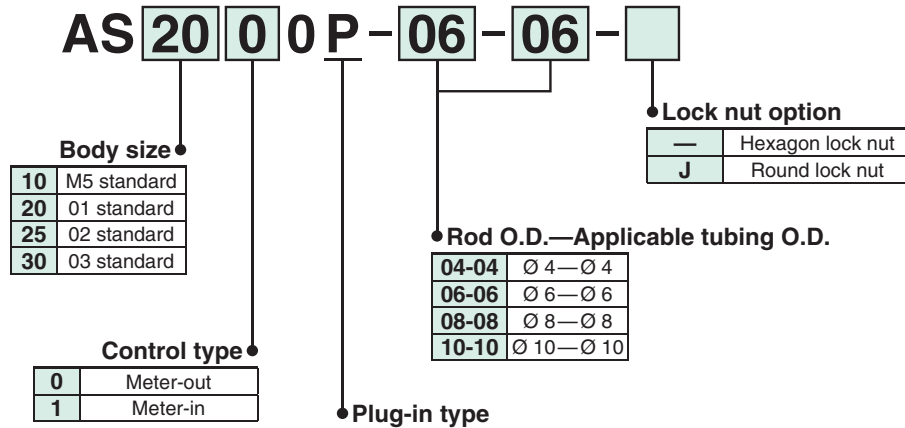 AS 20 0 0 P - 06 - 06 -
Lock nut option
— Hexagon lock nut
J Round lock nut
Body size
10 M5 standard
20 01 standard
25 02 standard
30 03 standard
Rod O.D.—Applicable tubing O.D.
04-04 Ø 4—Ø 4
06-06 Ø 6—Ø 6
08-08 Ø 8—Ø 8
10-10 Ø 10—Ø 10
Control type
0 Meter-out
1 Meter-in
Plug-in type